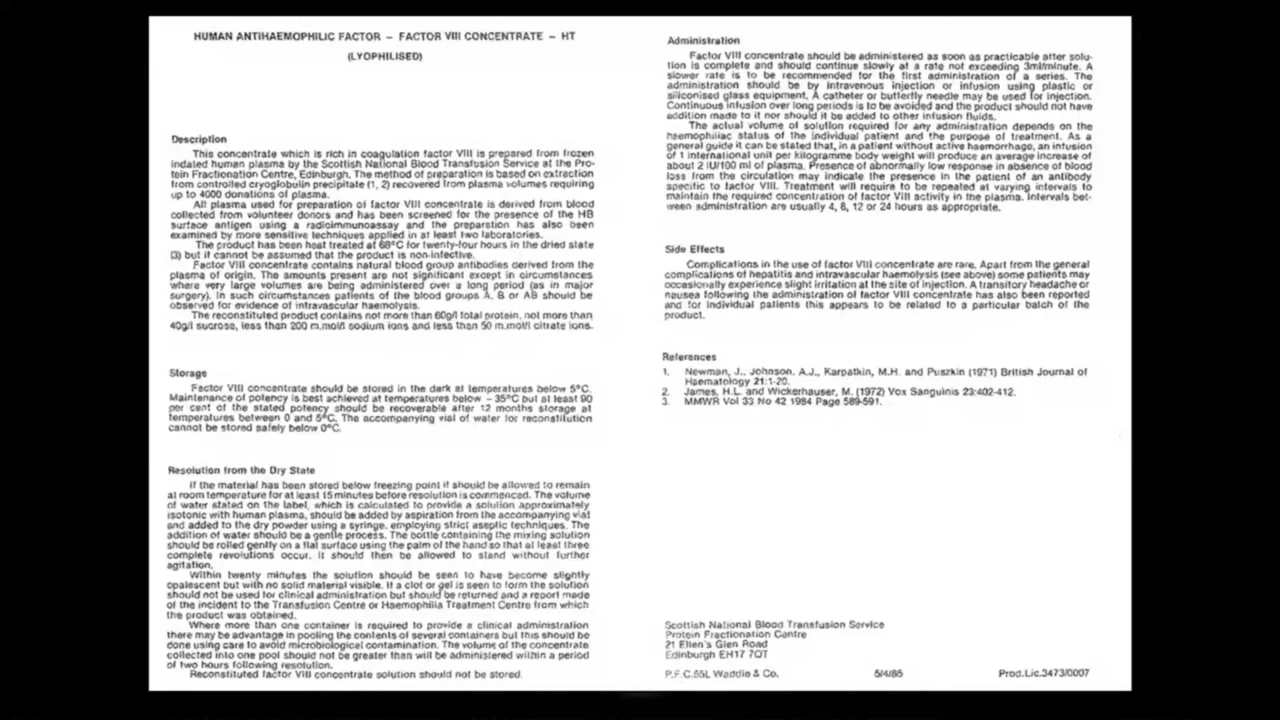 HUMAN ANTIHAEMOPHILIC FACTOR – FACTOR VIII CONCENTRATE – HT
(LYOPHILISED)
Description
This concentrate which is rich in coagulation factor VIII is prepared from frozen
indated human plasma by the Scottish National Blood Transfusion Service at the Pro-
tein Fractionation Centre, Edinburgh. The method of preparation is based on extraction
from controlled cryoglobulin precipitate (1, 2) recovered from plasma volumes requiring
up to 4000 donations of plasma.
All plasma used for preparation of factor VIII concentrate is derived from blood
collected from volunteer donors and has been screened for the presence of the HB
surface antigen using a radioimmunoassay and the preparation has also been
examined by more sensitive techniques applied in at least two laboratories.
The product has been heat treated at 68°C for twenty-four hours in the dried state
(3) but it cannot be assumed that the product is non-infective.
Factor VIII concentrate contains natural blood group antibodies derived from the
plasma of origin. The amounts present are not significant except in circumstances
where very large volumes are being administered over a long period (as in major
surgery). In such circumstances patients of the blood groups A, B or AB should be
observed for evidence of intravascular haemolysis.
The reconstituted product contains not more than 60g/l total protein, not more than
40g/l sucrose, less than 200 m.mol/l sodium ions and less than 50 m.mol/l citrate ions.
Storage
Factor VIII concentrate should be stored in the dark at temperatures below 5°C.
Maintenance of potency is best achieved at temperatures below – 35°C but at least 90
per cent of the stated potency should be recoverable after 12 months storage at
temperatures between 0 and 5°C. The accompanying vial of water for reconstitution
cannot be stored safely below 0°C.
Resolution from the Dry State
If the material has been stored below freezing point it should be allowed to remain
at room temperature for at least 15 minutes before resolution is commenced. The volume
of water stated on the label, which is calculated to provide a solution approximately
isotonic with human plasma, should be added by aspiration from the accompanying vial
and added to the dry powder using a syringe, employing strict aseptic techniques. The
addition of water should be a gentle process. The bottle containing the mixing solution
should be rolled gently on a flat surface using the palm of the hand so that at least three
complete revolutions occur. It should then be allowed to stand without further
agitation.
Within twenty minutes the solution should be seen to have become slightly
opalescent but with no solid material visible. If a clot or gel is seen to form the solution
should not be used for clinical administration but should be returned and a report made
of the incident to the Transfusion Centre or Haemophilia Treatment Centre from which
the product was obtained.
Where more than one container is required to provide a clinical administration
there may be advantage in pooling the contents of several containers but this should be
done using care to avoid microbiological contamination. The volume of the concentrate
collected into one pool should not be greater than will be administered within a period
of two hours following resolution.
Reconstituted factor VIII concentrate solution should not be stored.
Administration
Factor VIII concentrate should be administered as soon as practicable after solu-
tion is complete and should continue slowly at a rate not exceeding 3ml/minute. A
slower rate is to be recommended for the first administration of a series. The
administration should be by intravenous injection or infusion using plastic or
siliconised glass equipment. A catheter or butterfly needle may be used for injection.
Continuous infusion over long periods is to be avoided and the product should not have
addition made to it nor should it be added to other infusion fluids.
The actual volume of solution required for any administration depends on the
haemophiliac status of the individual patient and the purpose of treatment. As a
general guide it can be stated that, in a patient without active haemorrhage, an infusion
of 1 international unit per kilogramme body weight will produce an average increase of
about 2 IU/100 ml of plasma. Presence of abnormally low response in absence of blood
loss from the circulation may indicate the presence in the patient of an antibody
specific to factor VIII. Treatment will require to be repeated at varying intervals to
maintain the required concentration of factor VIII activity in the plasma. Intervals bet-
ween administration are usually 4, 8, 12 or 24 hours as appropriate.
Side Effects
Complications in the use of factor VIII concentrate are rare. Apart from the general
complications of hepatitis and intravascular haemolysis (see above) some patients may
occasionally experience slight irritation at the site of injection. A transitory headache or
nausea following the administration of factor VIII concentrate has also been reported
and for individual patients this appears to be related to a particular batch of the
product.
References
1. Newman, J., Johnson, A.J., Karpatkin, M.H. and Puszkin (1971) British Journal of
Haematology 21:1-20.
2. James, H.L. and Wickerhauser, M. (1972) Vox Sanguinis 23:402-412.
3. MMWR Vol 33 No 42 1984 Page 589-591.
Scottish National Blood Transfusion Service
Protein Fractionation Centre
21 Ellen's Glen Road
Edinburgh EH17 7QT
P.F.C.55L Waddie & Co. 5/4/85 Prod.Lic.3473/0007